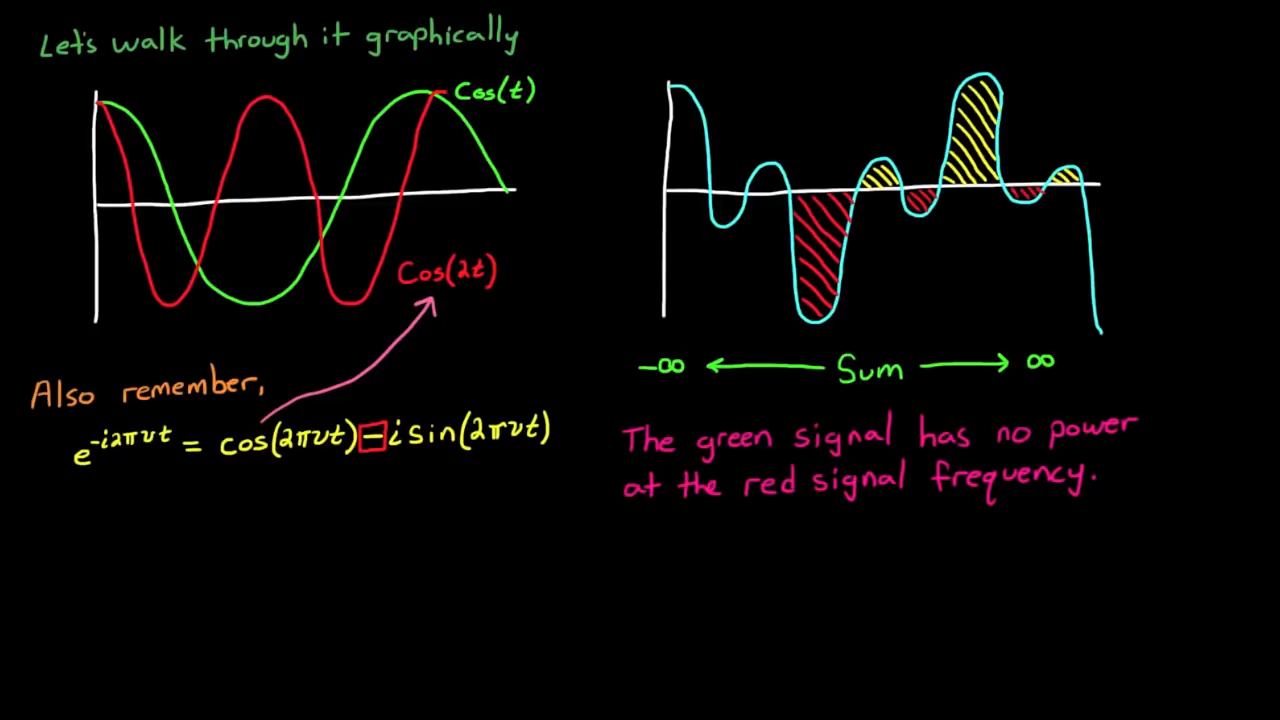 Let's walk through it graphically
Cos(t)
Cos(2t)
Also remember,
e^-i2πνt = cos(2πνt) - i sin(2πνt)
-∞ ← Sum → ∞
The green signal has no power
at the red signal frequency.